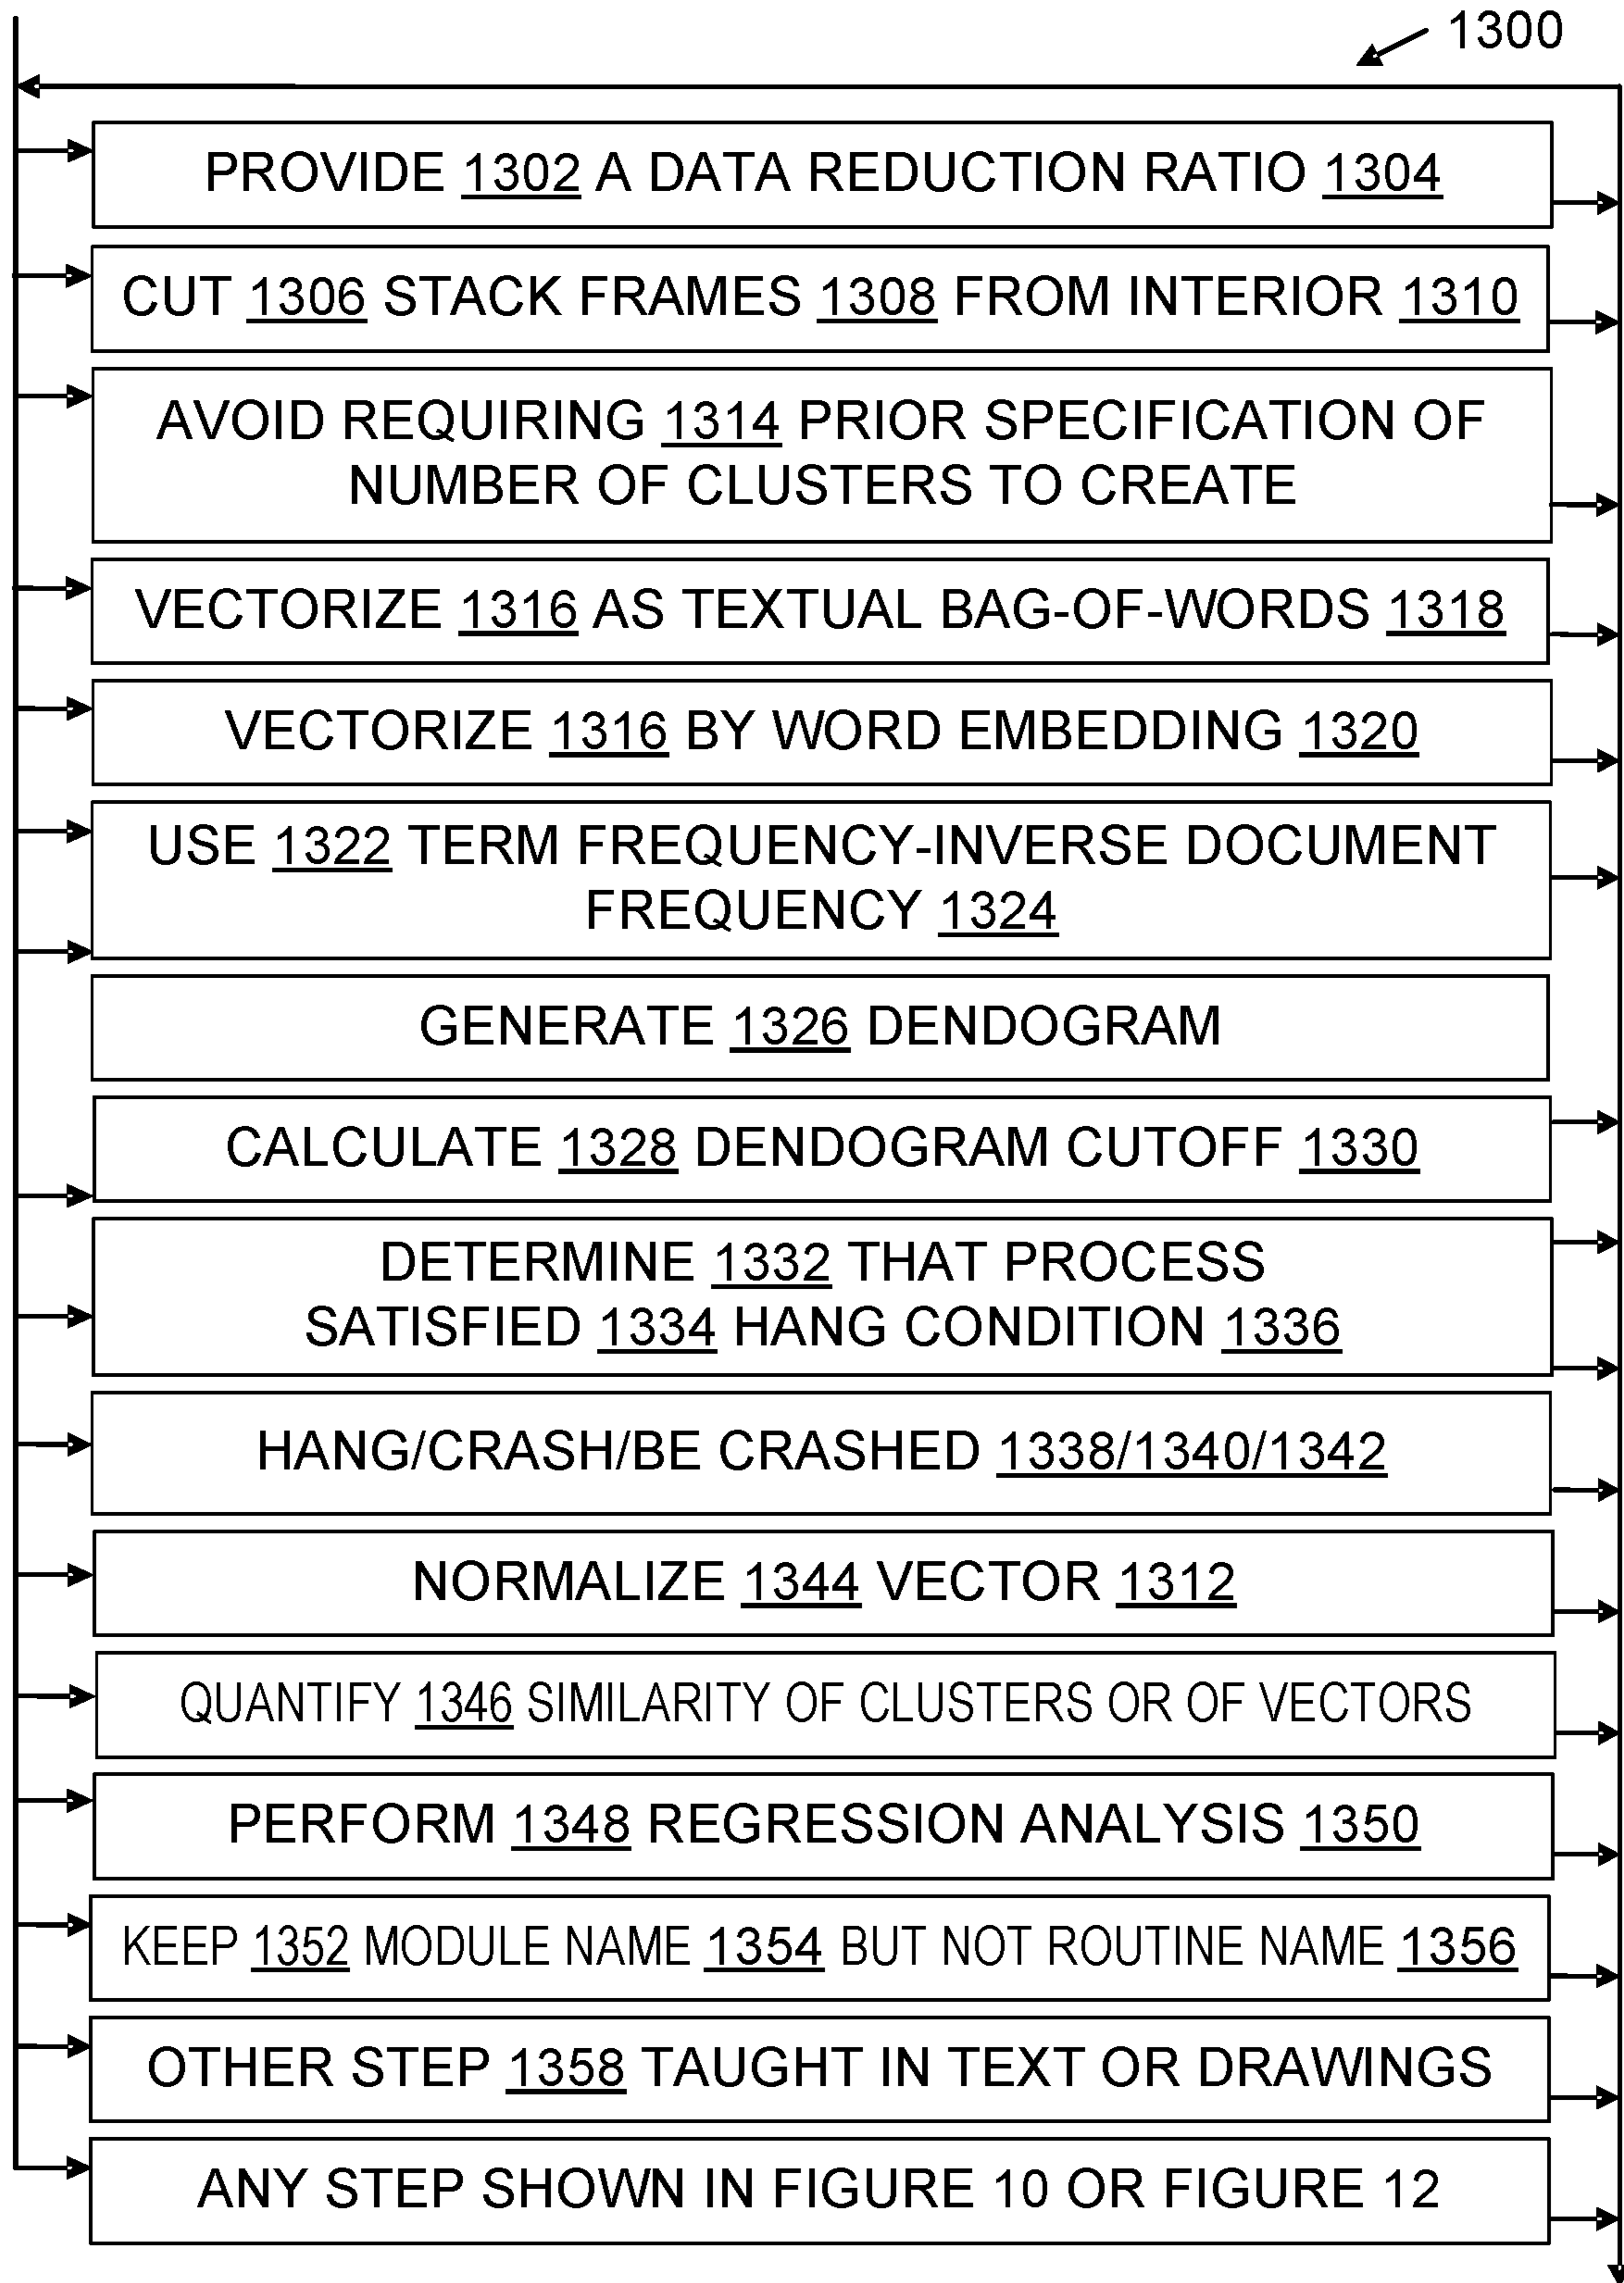 1300
PROVIDE 1302 A DATA REDUCTION RATIO 1304
CUT 1306 STACK FRAMES 1308 FROM INTERIOR 1310
AVOID REQUIRING 1314 PRIOR SPECIFICATION OF
NUMBER OF CLUSTERS TO CREATE
VECTORIZE 1316 AS TEXTUAL BAG-OF-WORDS 1318
VECTORIZE 1316 BY WORD EMBEDDING 1320
USE 1322 TERM FREQUENCY-INVERSE DOCUMENT
FREQUENCY 1324
GENERATE 1326 DENDOGRAM
CALCULATE 1328 DENDOGRAM CUTOFF 1330
DETERMINE 1332 THAT PROCESS
SATISFIED 1334 HANG CONDITION 1336
HANG/CRASH/BE CRASHED 1338/1340/1342
NORMALIZE 1344 VECTOR 1312
QUANTIFY 1346 SIMILARITY OF CLUSTERS OR OF VECTORS
PERFORM 1348 REGRESSION ANALYSIS 1350
KEEP 1352 MODULE NAME 1354 BUT NOT ROUTINE NAME 1356
OTHER STEP 1358 TAUGHT IN TEXT OR DRAWINGS
ANY STEP SHOWN IN FIGURE 10 OR FIGURE 12